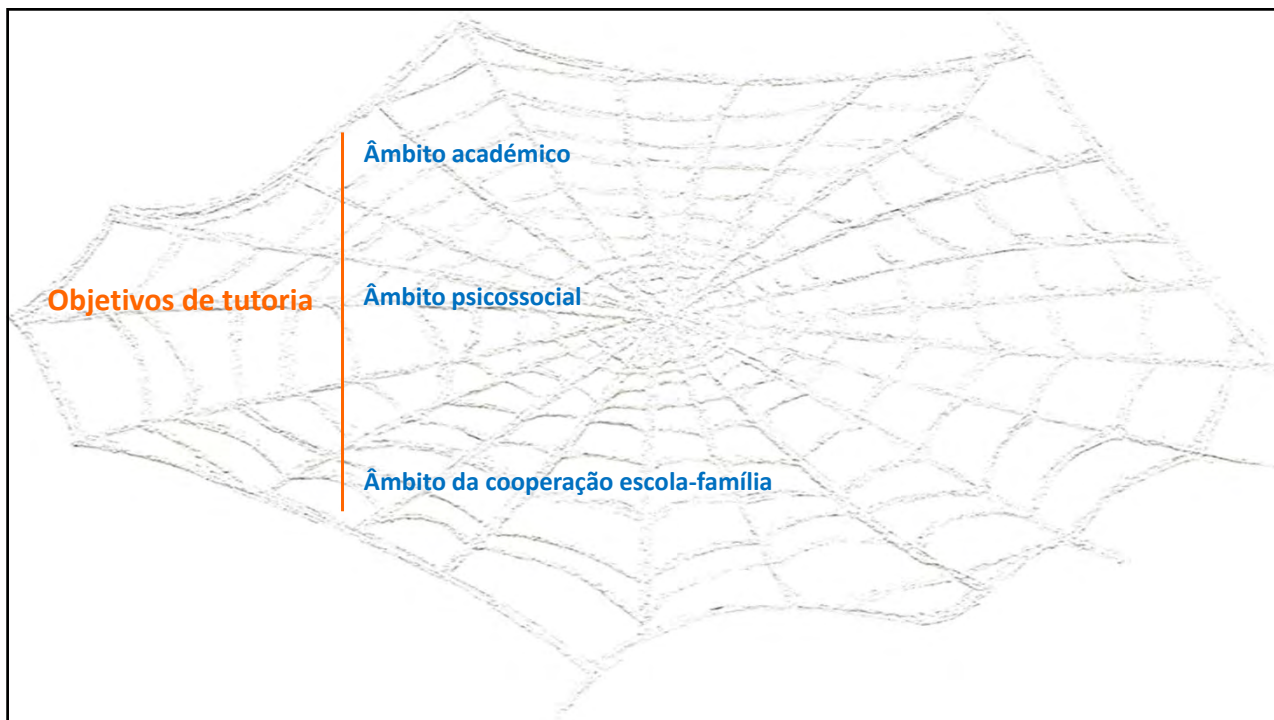 Âmbito académico
Objetivos de tutoria
Âmbito psicossocial
Âmbito da cooperação escola-família